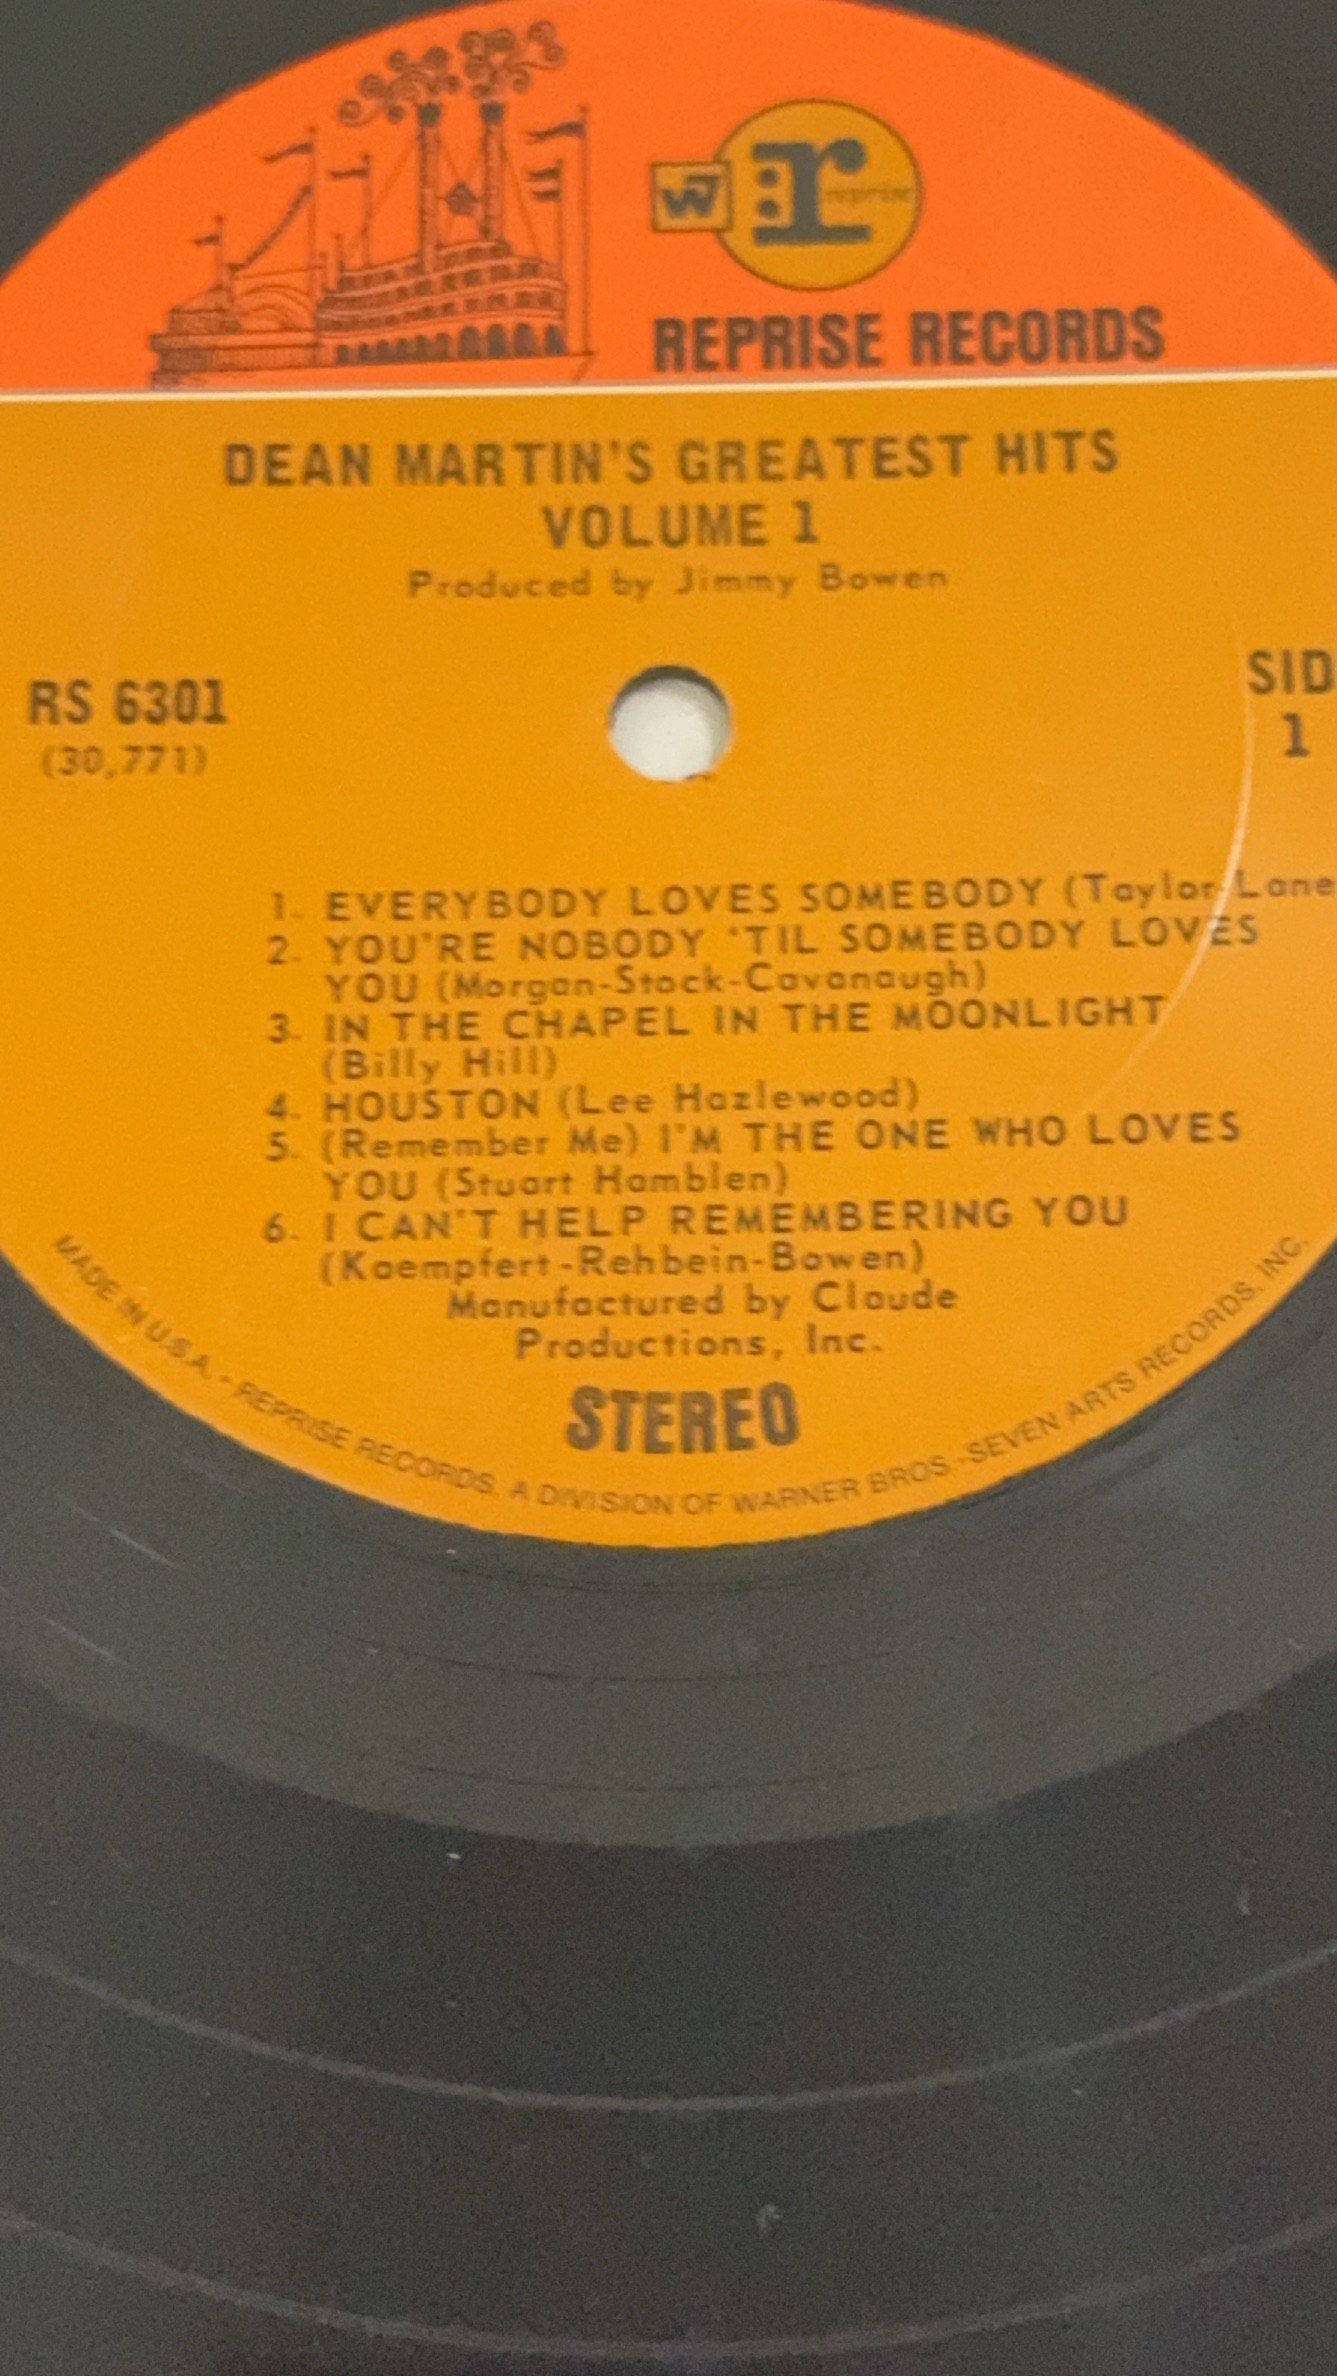 W7 :r reprise
REPRISE RECORDS
DEAN MARTIN'S GREATEST HITS
VOLUME 1
Produced by Jimmy Bowen
RS 6301
(30,771)
SID
1
1. EVERYBODY LOVES SOMEBODY (Taylor-Lane
2. YOU'RE NOBODY 'TIL SOMEBODY LOVES
YOU (Morgan-Stock-Cavanaugh)
3. IN THE CHAPEL IN THE MOONLIGHT
(Billy Hill)
4. HOUSTON (Lee Hazlewood)
5. (Remember Me) I'M THE ONE WHO LOVES
YOU (Stuart Hamblen)
6. I CAN'T HELP REMEMBERING YOU
(Kaempfert-Rehbein-Bowen)
Manufactured by Claude
Productions, Inc.
STEREO
MADE IN U.S.A. - REPRISE RECORDS, A DIVISION OF WARNER BROS.-SEVEN ARTS RECORDS, INC.